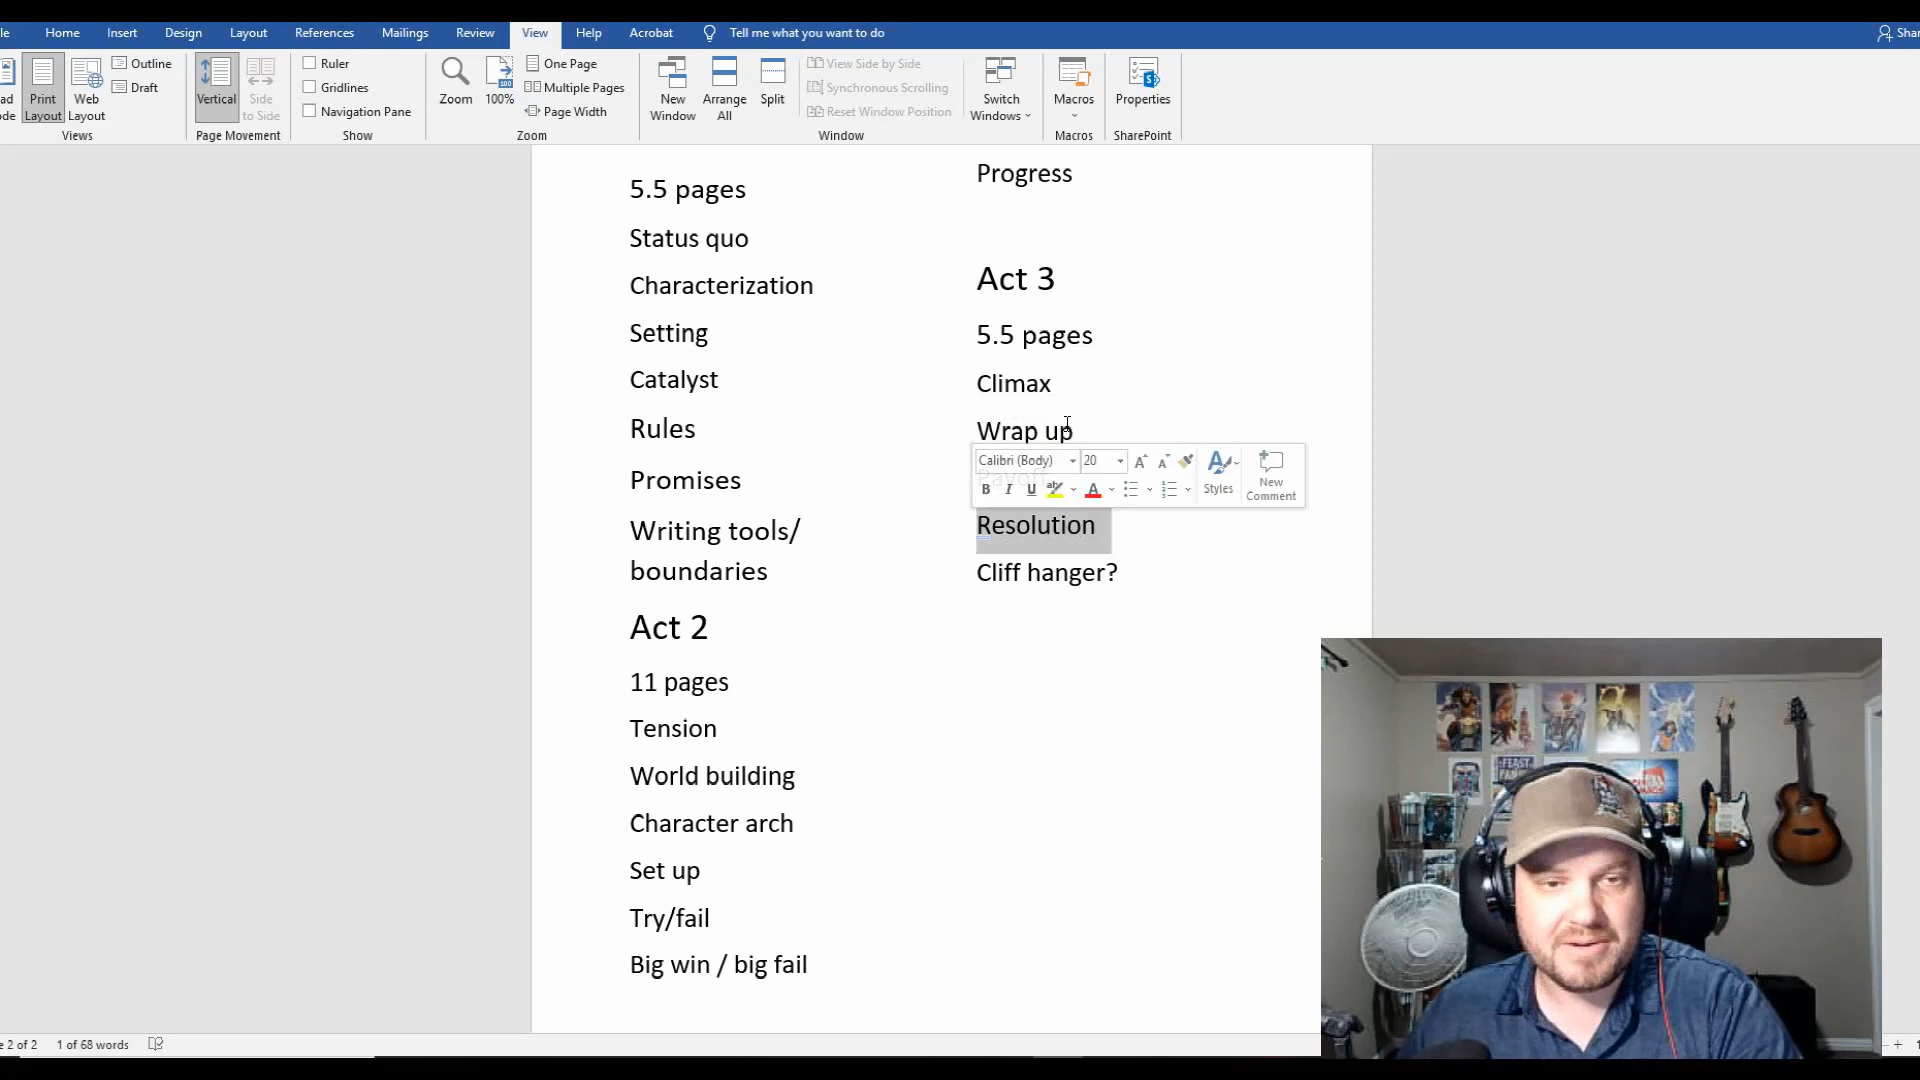 le
Home
Insert
Design
Layout
References
Mailings
Review
View
Help
Acrobat
Tell me what you want to do
Shar
ad
ode
Print
Layout
Web
Layout
Outline
Draft
Views
Vertical
Side
to Side
Page Movement
Ruler
Gridlines
Navigation Pane
Show
Zoom
100%
100
One Page
Multiple Pages
Page Width
Zoom
New
Window
Arrange
All
Split
View Side by Side
Synchronous Scrolling
Reset Window Position
Window
Switch
Windows
Macros
Macros
Properties
SharePoint
5.5 pages
Status quo
Characterization
Setting
Catalyst
Rules
Promises
Writing tools/
boundaries
Act 2
11 pages
Tension
World building
Character arch
Set up
Try/fail
Big win / big fail
Progress
Act 3
5.5 pages
Climax
Wrap up
Payoff
Calibri (Body)
20
A A
B I U ab A
Styles
New
Comment
Resolution
Cliff hanger?
FEAST
e 2 of 2
1 of 68 words